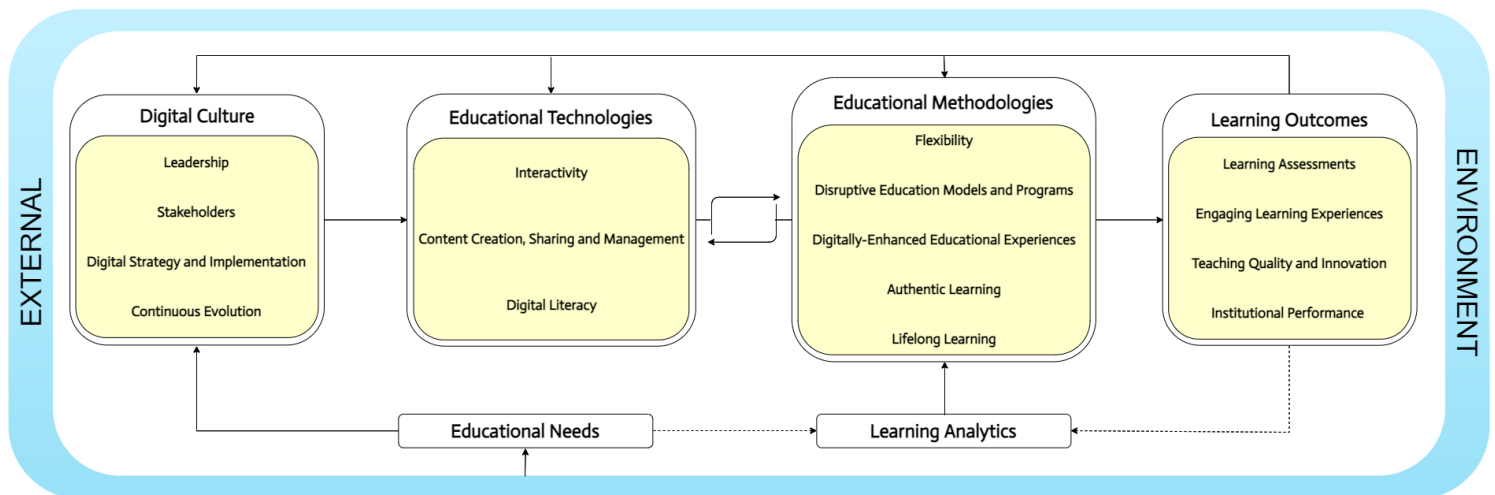 EXTERNAL
Digital Culture
Leadership
Stakeholders
Digital Strategy and Implementation
Continuous Evolution
Educational Technologies
Interactivity
Content Creation, Sharing and Management
Digital Literacy
Educational Methodologies
Flexibility
Disruptive Education Models and Programs
Digitally-Enhanced Educational Experiences
Authentic Learning
Lifelong Learning
Learning Outcomes
Learning Assessments
Engaging Learning Experiences
Teaching Quality and Innovation
Institutional Performance
Educational Needs
Learning Analytics
ENVIRONMENT